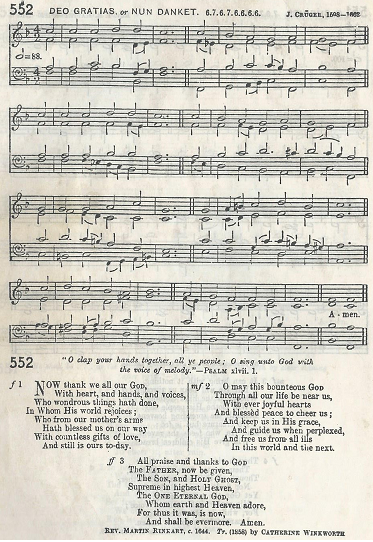 552 DEO GRATIAS. or NUN DANKET. 6.7.6.7.6.6.6.6. J. CRÜGER, 1598–1662
=88.
A - men.
552 "O clap your hands together, all ye people; O sing unto God with
the voice of melody."—PSALM xlvii. 1.
f 1 NOW thank we all our God,
With heart, and hands, and voices,
Who wondrous things hath done,
In Whom His world rejoices;
Who from our mother's arms
Hath blessed us on our way
With countless gifts of love,
And still is ours to-day.
mf 2 O may this bounteous God
Through all our life be near us,
With ever joyful hearts
And blessèd peace to cheer us;
And keep us in His grace,
And guide us when perplexed,
And free us from all ills
In this world and the next.
ff 3 All praise and thanks to GOD
The FATHER, now be given,
The SON, and HOLY GHOST,
Supreme in highest Heaven,
The ONE ETERNAL GOD,
Whom earth and Heaven adore,
For thus it was, is now,
And shall be evermore. Amen.
REV. MARTIN RINKART, c. 1644. Tr. (1858) by CATHERINE WINKWORTH